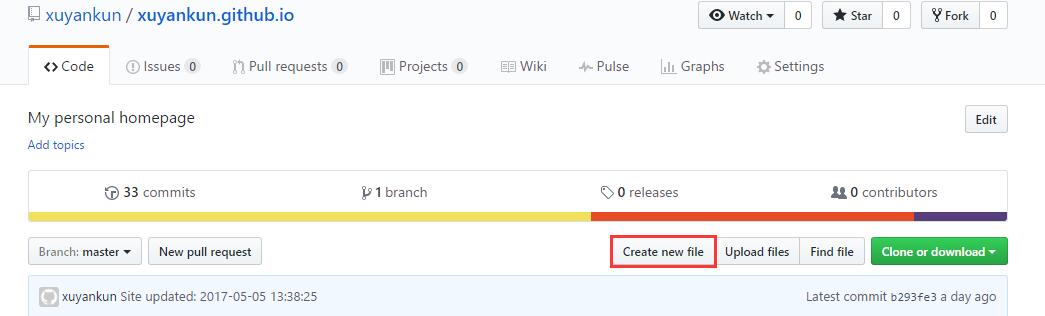 xuyankun / xuyankun.github.io Watch 0 Star 0 Fork 0
Code Issues 0 Pull requests 0 Projects 0 Wiki Pulse Graphs Settings
My personal homepage Edit
Add topics
33 commits 1 branch 0 releases 0 contributors
Branch: master New pull request Create new file Upload files Find file Clone or download
xuyankun Site updated: 2017-05-05 13:38:25 Latest commit b293fe3 a day ago